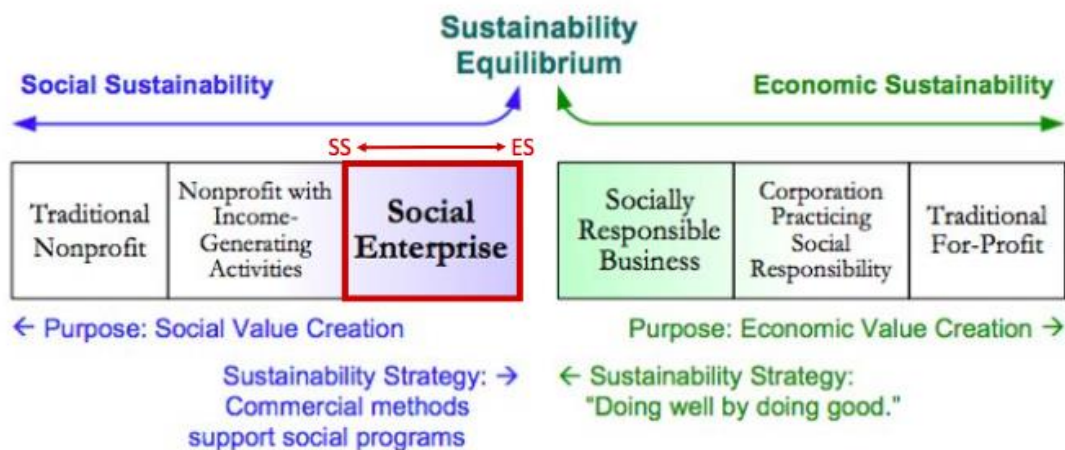 Sustainability
Equilibrium
Social Sustainability
Economic Sustainability
SS
ES
Traditional
Nonprofit
Nonprofit with
Income-
Generating
Activities
Social
Enterprise
Socially
Responsible
Business
Corporation
Practicing
Social
Responsibility
Traditional
For-Profit
← Purpose: Social Value Creation
Purpose: Economic Value Creation →
Sustainability Strategy: →
Commercial methods
support social programs
← Sustainability Strategy:
"Doing well by doing good."